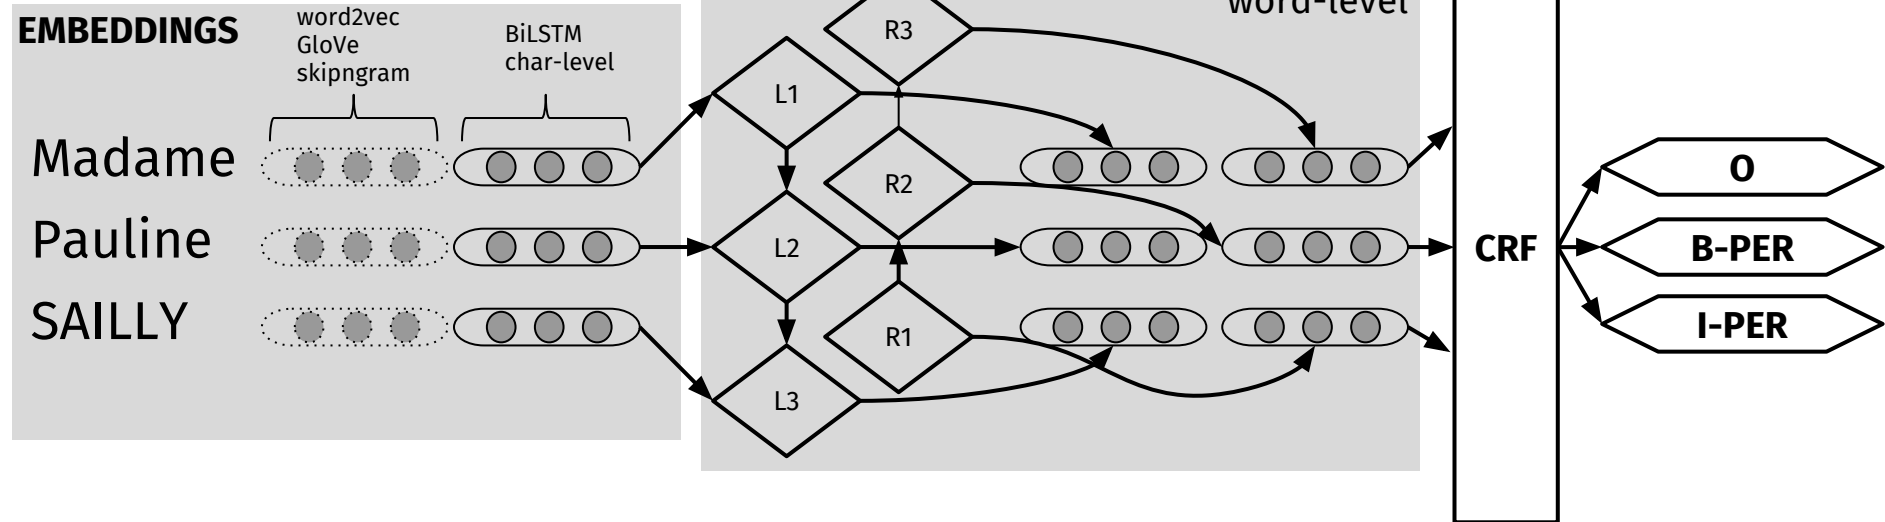 EMBEDDINGS
word2vec
GloVe
skipngram
BiLSTM
char-level
word-level
Madame
Pauline
SAILLY
L1
L2
L3
R3
R2
R1
CRF
O
B-PER
I-PER